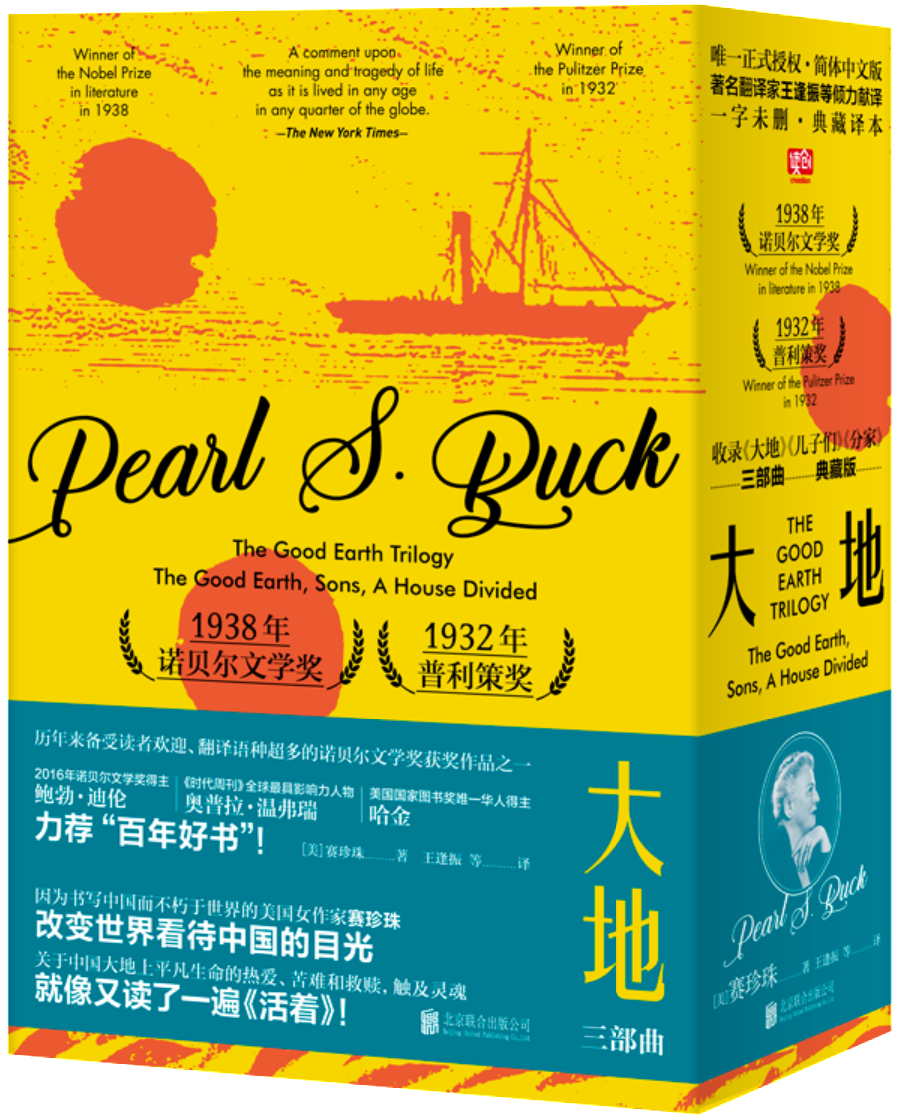 Winner of
the Nobel Prize
in literature
in 1938
A comment upon
the meaning and tragedy of life
as it is lived in any age
in any quarter of the globe.
—The New York Times—
Winner of
the Pulitzer Prize
in 1932
Pearl S. Buck
The Good Earth Trilogy
The Good Earth, Sons, A House Divided
1938年
诺贝尔文学奖
1932年
普利策奖
历年来备受读者欢迎、翻译语种超多的诺贝尔文学奖获奖作品之一
2016年诺贝尔文学奖得主
鲍勃·迪伦
《时代周刊》全球最具影响力人物
奥普拉·温弗瑞
美国国家图书奖唯一华人得主
哈金
力荐“百年好书”!
[美]赛珍珠………著 王逢振 等………译
因为书写中国而不朽于世界的美国女作家赛珍珠
改变世界看待中国的目光
关于中国大地上平凡生命的热爱、苦难和救赎,触及灵魂
就像又读了一遍《活着》!
北京联合出版公司
Beijing United Publishing Co.,Ltd.
大地
三部曲
唯一正式授权·简体中文版
著名翻译家王逢振等倾力献译
一字未删·典藏译本
读创
creadion
1938年
诺贝尔文学奖
Winner of the Nobel Prize
in literature in 1938
1932年
普利策奖
Winner of the Pulitzer Prize
in 1932
收录《大地》《儿子们》《分家》
………三部曲………典藏版………
大地
THE
GOOD
EARTH
TRILOGY
The Good Earth,
Sons, A House Divided
Pearl S. Buck
[美]赛珍珠——著 王逢振 等——译
北京联合出版公司
Beijing United Publishing Co.,Ltd.